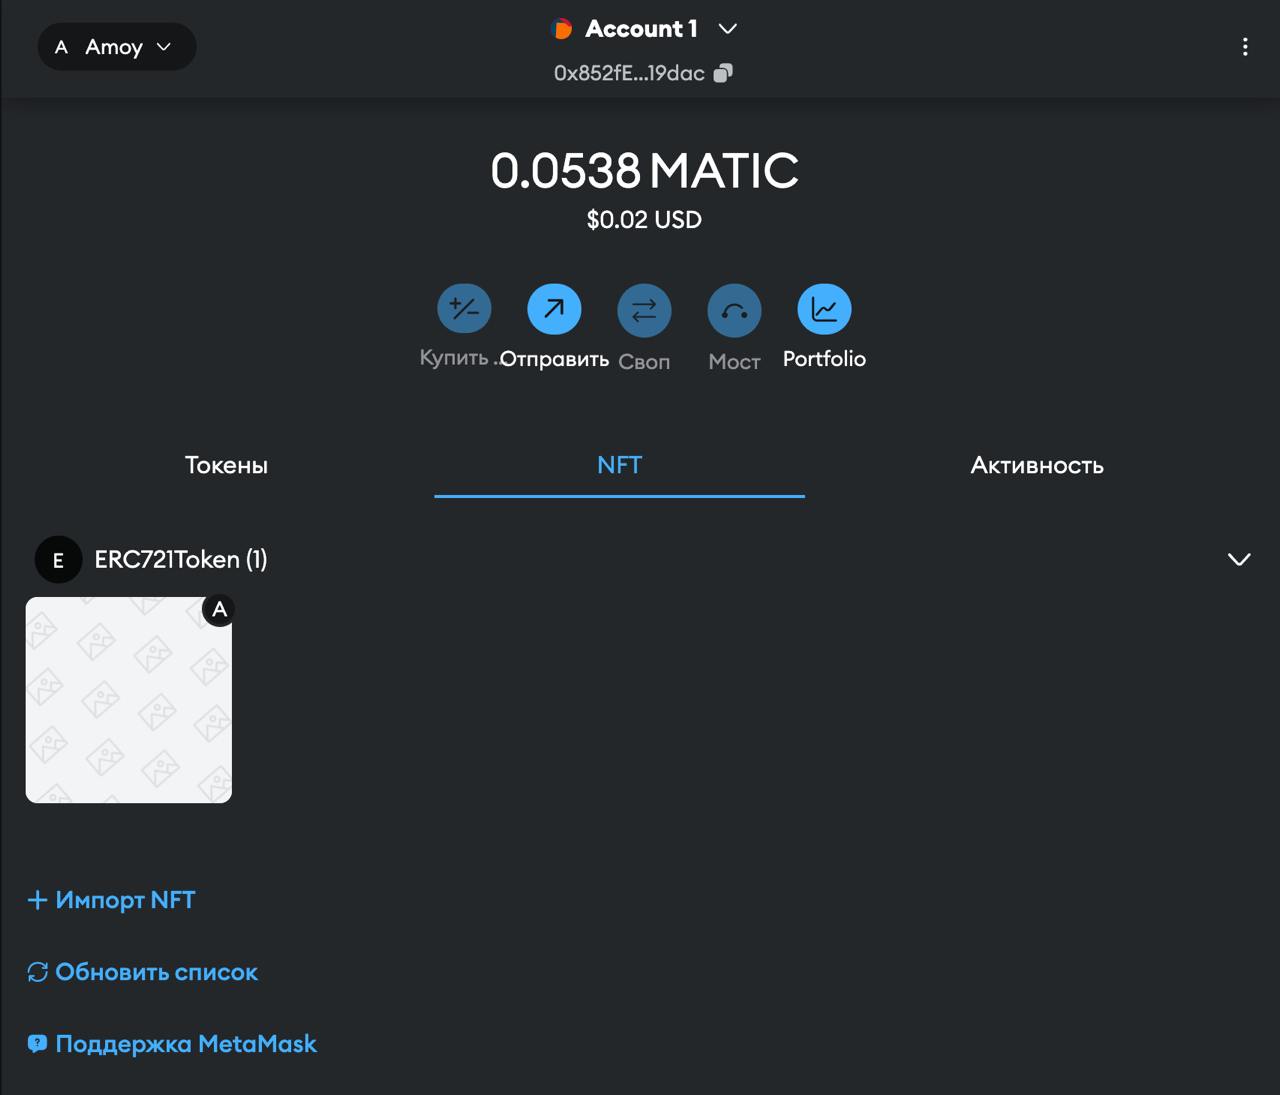 A Amoy
Account 1
0x852fE...19dac
0.0538 MATIC
$0.02 USD
Купить ...
Отправить
Своп
Мост
Portfolio
Токены
NFT
Активность
E ERC721Token (1)
A
Импорт NFT
Обновить список
Поддержка MetaMask